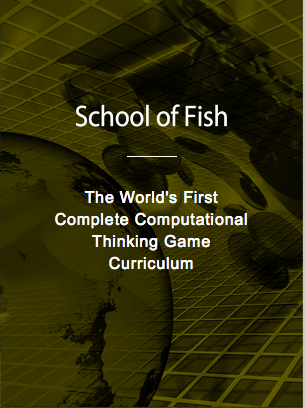 School of Fish
The World's First
Complete Computational
Thinking Game
Curriculum